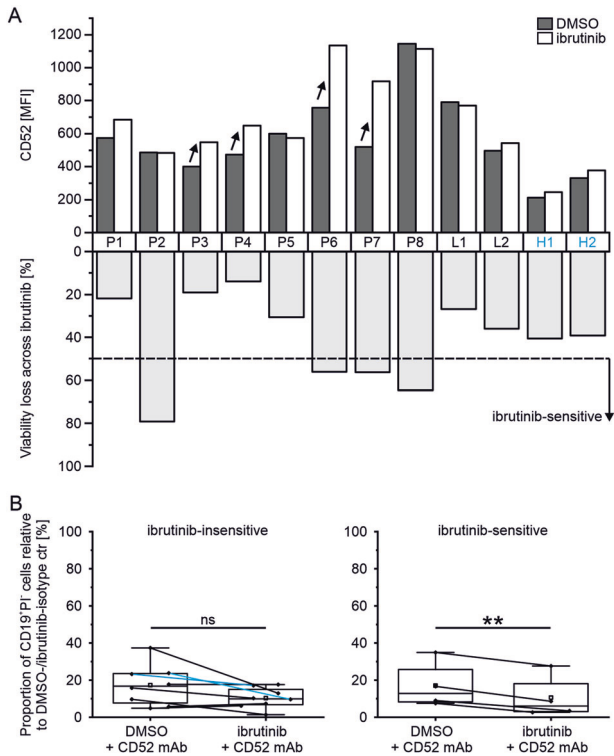 A
DMSO
ibrutinib
CD52 [MFI]
1200
1000
800
600
400
200
0
P1 P2 P3 P4 P5 P6 P7 P8 L1 L2 H1 H2
Viability loss across ibrutinib [%]
20
40
60
80
100
ibrutinib-sensitive
B
Proportion of CD19⁺PI⁻ cells relative
to DMSO-/ibrutinib-isotype ctr [%]
100
80
60
40
20
0
ibrutinib-insensitive
ns
DMSO
+ CD52 mAb
ibrutinib
+ CD52 mAb
100
80
60
40
20
0
ibrutinib-sensitive
**
DMSO
+ CD52 mAb
ibrutinib
+ CD52 mAb